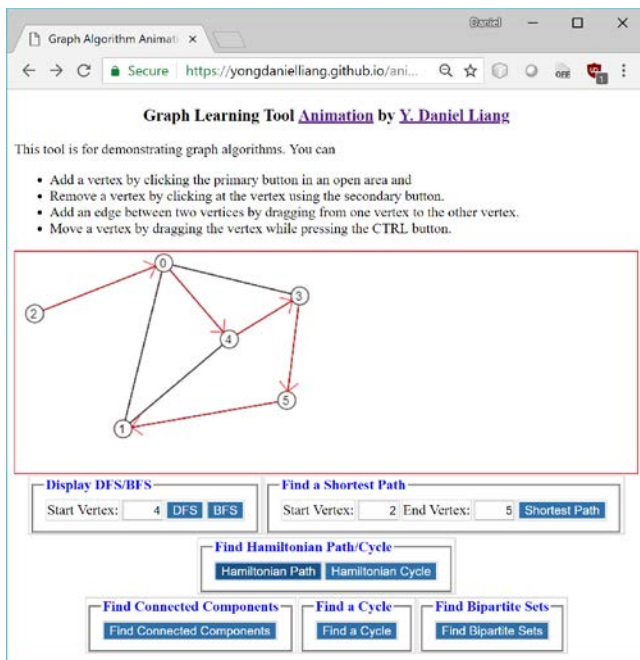 Daniel
Graph Algorithm Animati ×
Secure https://yongdanielliang.github.io/ani... OFF 1
Graph Learning Tool Animation by Y. Daniel Liang
This tool is for demonstrating graph algorithms. You can
• Add a vertex by clicking the primary button in an open area and
• Remove a vertex by clicking at the vertex using the secondary button.
• Add an edge between two vertices by dragging from one vertex to the other vertex.
• Move a vertex by dragging the vertex while pressing the CTRL button.
0
3
2
4
5
1
Display DFS/BFS
Start Vertex: 4 DFS BFS
Find a Shortest Path
Start Vertex: 2 End Vertex: 5 Shortest Path
Find Hamiltonian Path/Cycle
Hamiltonian Path Hamiltonian Cycle
Find Connected Components
Find Connected Components
Find a Cycle
Find a Cycle
Find Bipartite Sets
Find Bipartite Sets